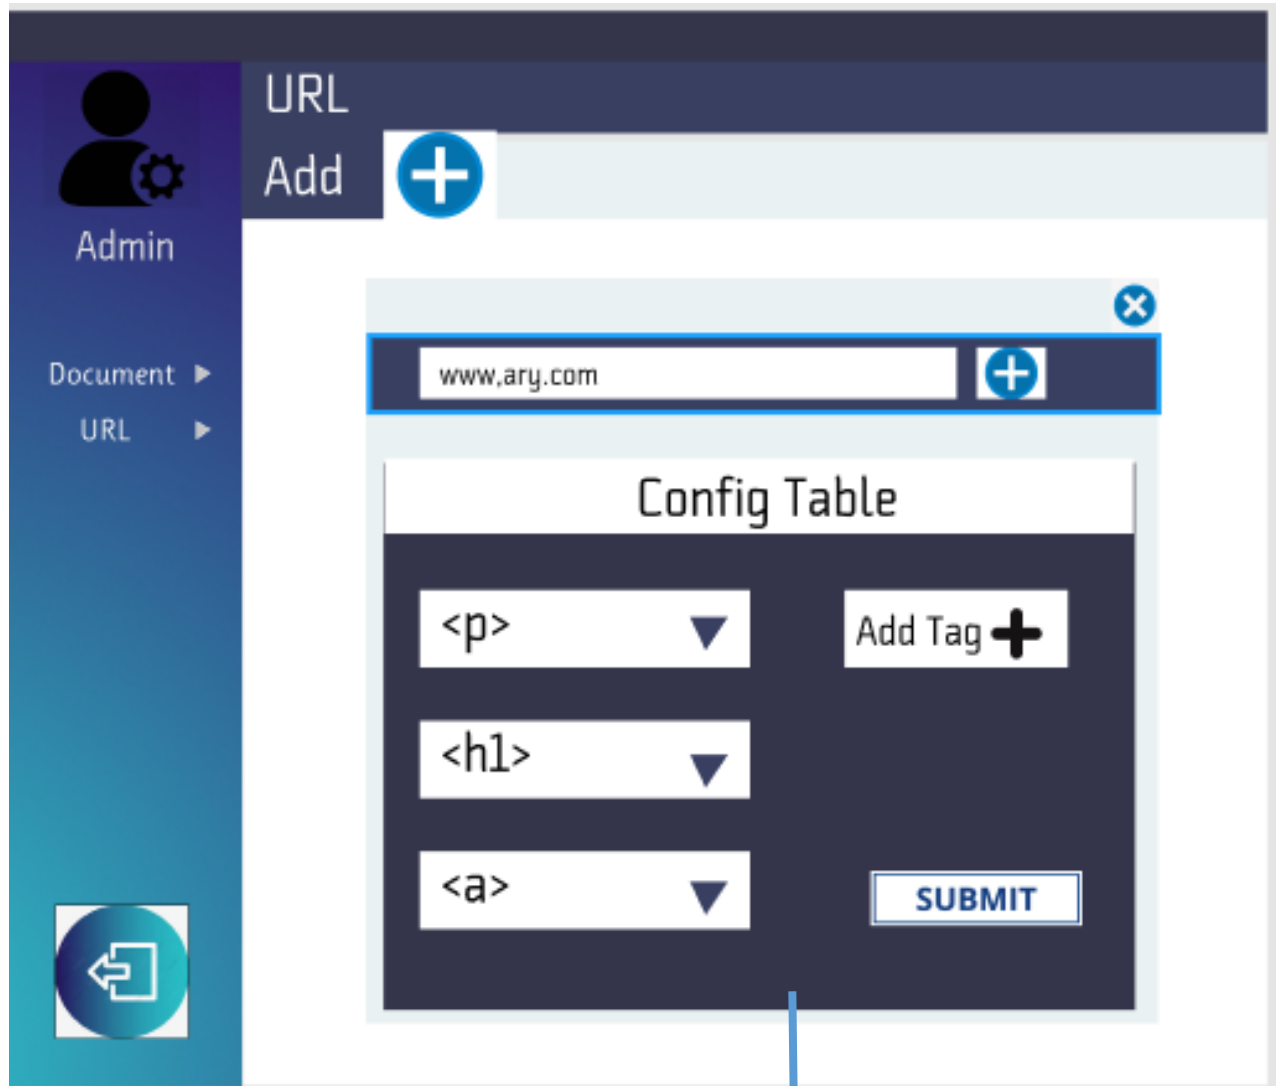 URL
Add
Admin
Document
URL
www,ary.com
Config Table
<p>
Add Tag
<h1>
<a>
SUBMIT